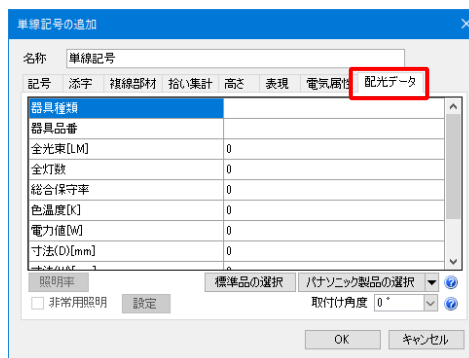 単線記号の追加
名称 単線記号
記号 添字 複線部材 拾い集計 高さ 表現 電気属性 配光データ
器具種類
器具品番
全光束[LM] 0
全灯数 0
総合保守率 0
色温度[K] 0
電力値[W] 0
寸法(D)[mm] 0
照明率 標準品の選択 パナソニック製品の選択
非常用照明 設定 取付け角度 0°
OK キャンセル